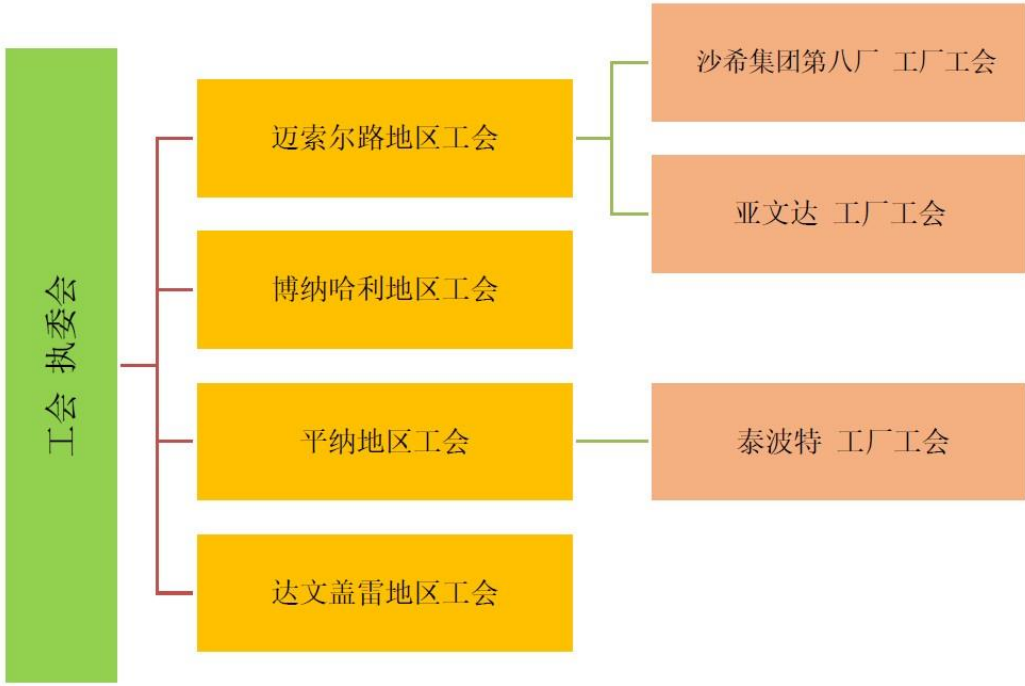 工会 执委会
迈索尔路地区工会
博纳哈利地区工会
平纳地区工会
达文盖雷地区工会
沙希集团第八厂 工厂工会
亚文达 工厂工会
泰波特 工厂工会